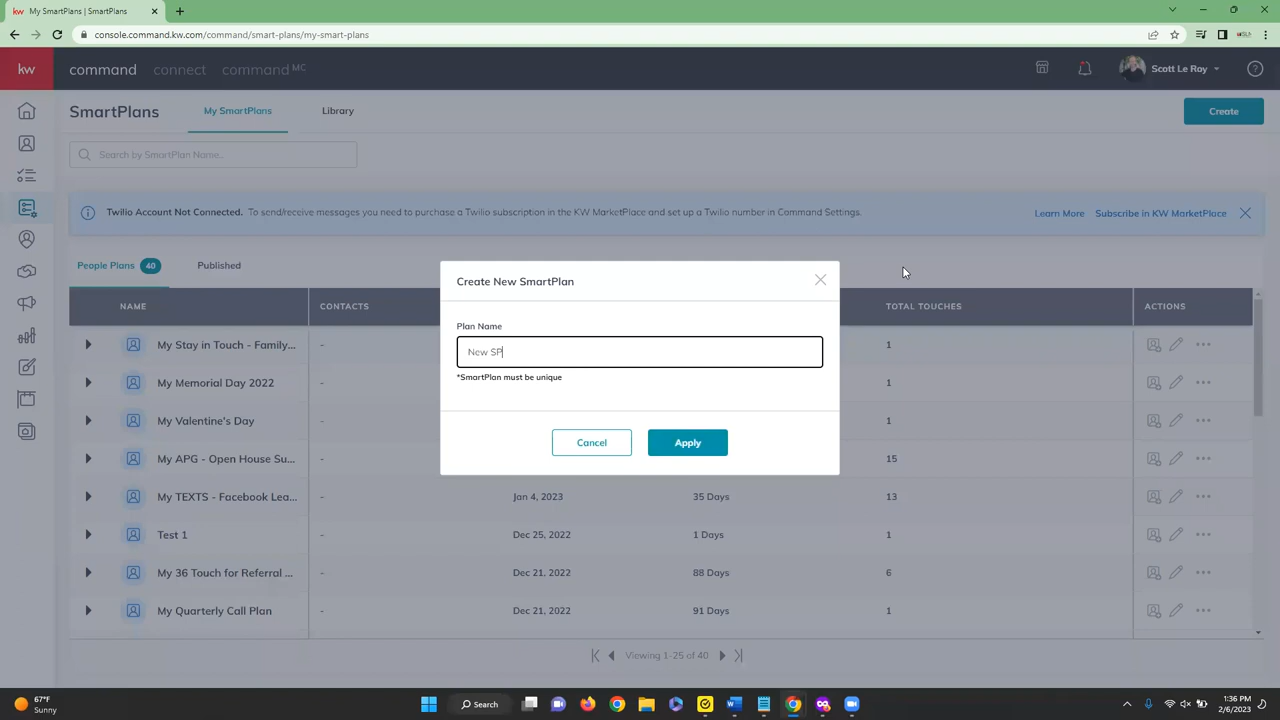 My SmartPlans | SmartPlans
console.command.kw.com/command/smart-plans/my-smart-plans
kw command connect command MC Scott Le Roy
SmartPlans My SmartPlans Library Create
Search by SmartPlan Name..
Twilio Account Not Connected. To send/receive messages you need to purchase a Twilio subscription in the KW MarketPlace and set up a Twilio number in Command Settings. Learn More Subscribe in KW MarketPlace
People Plans 40 Published
Create New SmartPlan
NAME CONTACTS TOTAL TOUCHES ACTIONS
Plan Name
My Stay in Touch - Family... - 1
New SP
*SmartPlan must be unique
My Memorial Day 2022 - 1
My Valentine's Day - 1
Cancel Apply
My APG - Open House Su... - 15
My TEXTS - Facebook Lea... - Jan 4, 2023 35 Days 13
Test 1 - Dec 25, 2022 1 Days 1
My 36 Touch for Referral ... - Dec 21, 2022 88 Days 6
My Quarterly Call Plan - Dec 21, 2022 91 Days 1
Viewing 1-25 of 40
67°F
Sunny
Search
1:36 PM
2/6/2023